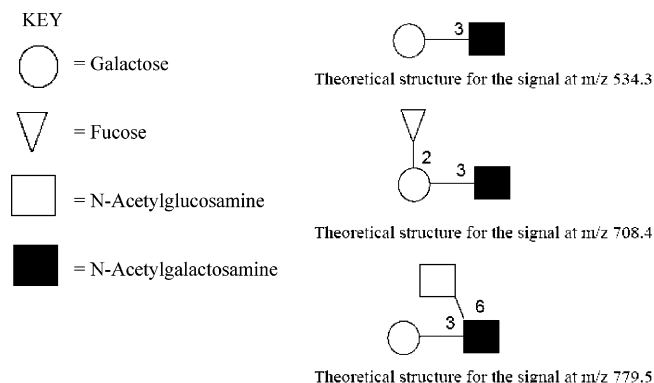 KEY
= Galactose
= Fucose
= N-Acetylglucosamine
= N-Acetylgalactosamine
3
Theoretical structure for the signal at m/z 534.3
2
3
Theoretical structure for the signal at m/z 708.4
6
3
Theoretical structure for the signal at m/z 779.5